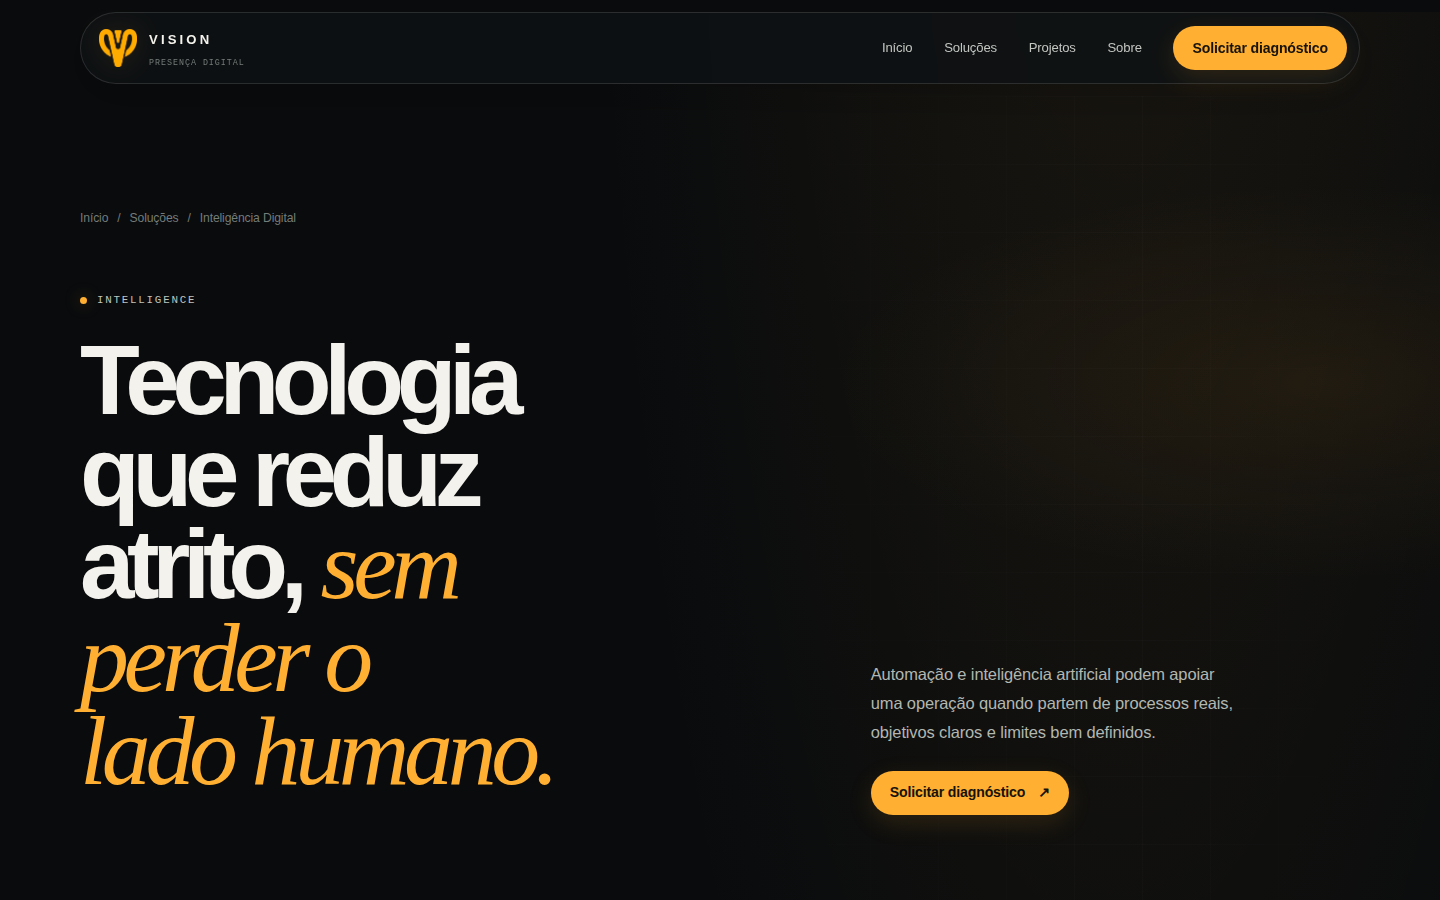 VISION
PRESENÇA DIGITAL
Início
Soluções
Projetos
Sobre
Solicitar diagnóstico
Início / Soluções / Inteligência Digital
INTELLIGENCE
Tecnologia
que reduz
atrito, sem
perder o
lado humano.
Automação e inteligência artificial podem apoiar
uma operação quando partem de processos reais,
objetivos claros e limites bem definidos.
Solicitar diagnóstico ↗